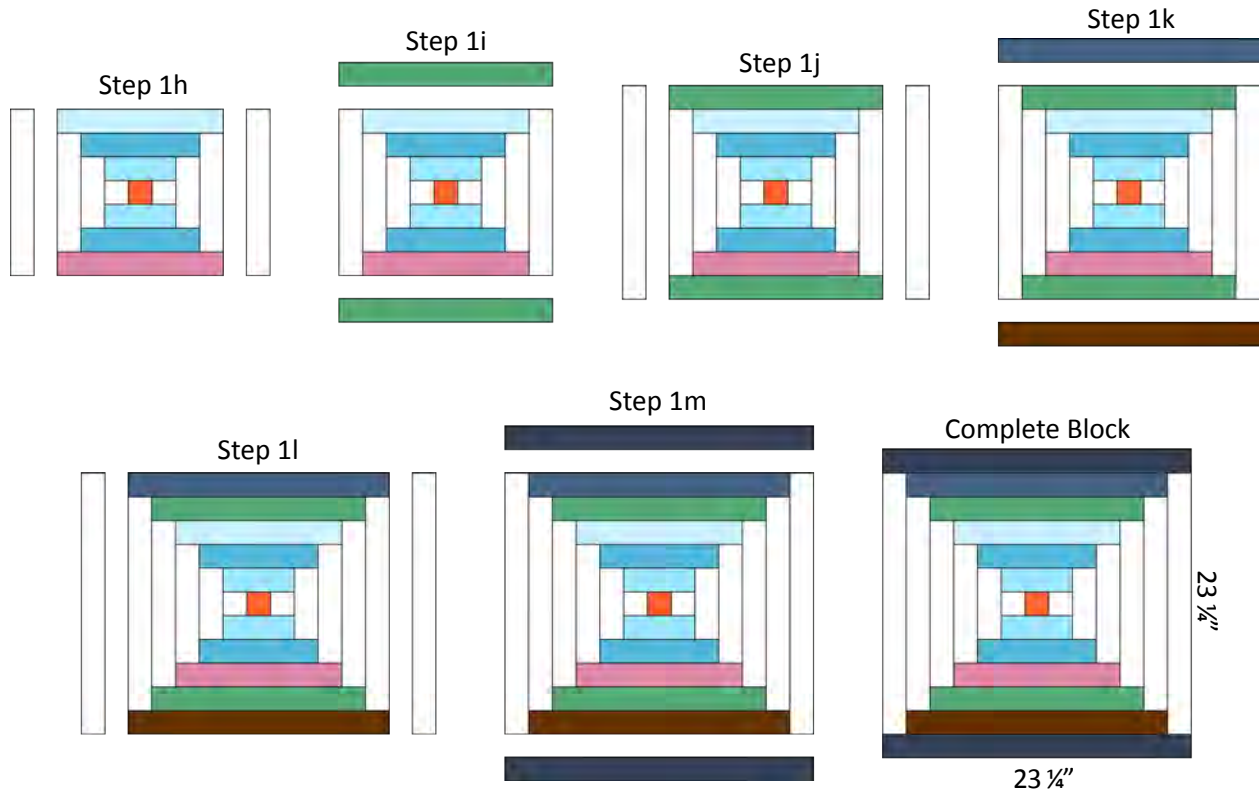 Step 1h
Step 1i
Step 1j
Step 1k
Step 1l
Step 1m
Complete Block
23 ¼”
23 ¼”